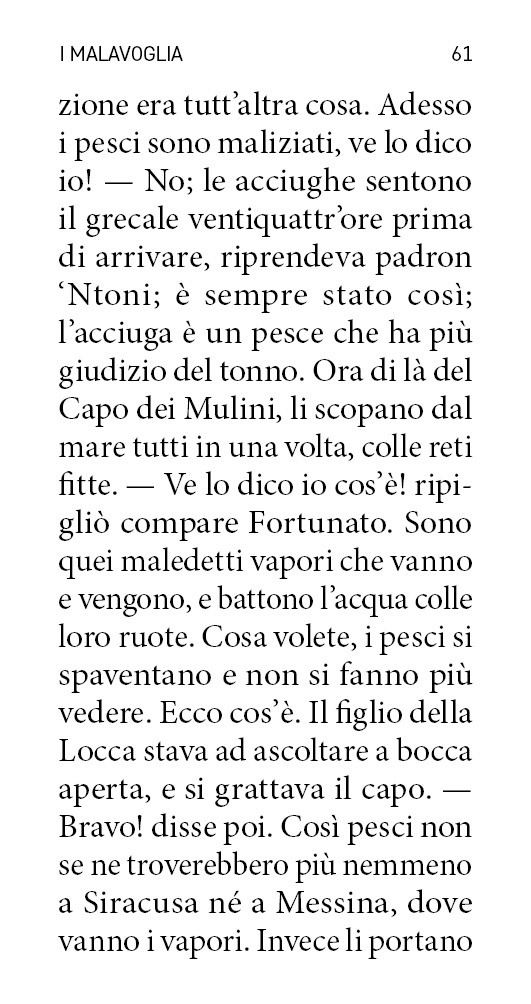 I MALAVOGLIA 61
zione era tutt’altra cosa. Adesso
i pesci sono maliziati, ve lo dico
io! — No; le acciughe sentono
il grecale ventiquattr’ore prima
di arrivare, riprendeva padron
‘Ntoni; è sempre stato così;
l’acciuga è un pesce che ha più
giudizio del tonno. Ora di là del
Capo dei Mulini, li scopano dal
mare tutti in una volta, colle reti
fitte. — Ve lo dico io cos’è! ripi-
gliò compare Fortunato. Sono
quei maledetti vapori che vanno
e vengono, e battono l’acqua colle
loro ruote. Cosa volete, i pesci si
spaventano e non si fanno più
vedere. Ecco cos’è. Il figlio della
Locca stava ad ascoltare a bocca
aperta, e si grattava il capo. —
Bravo! disse poi. Così pesci non
se ne troverebbero più nemmeno
a Siracusa né a Messina, dove
vanno i vapori. Invece li portano